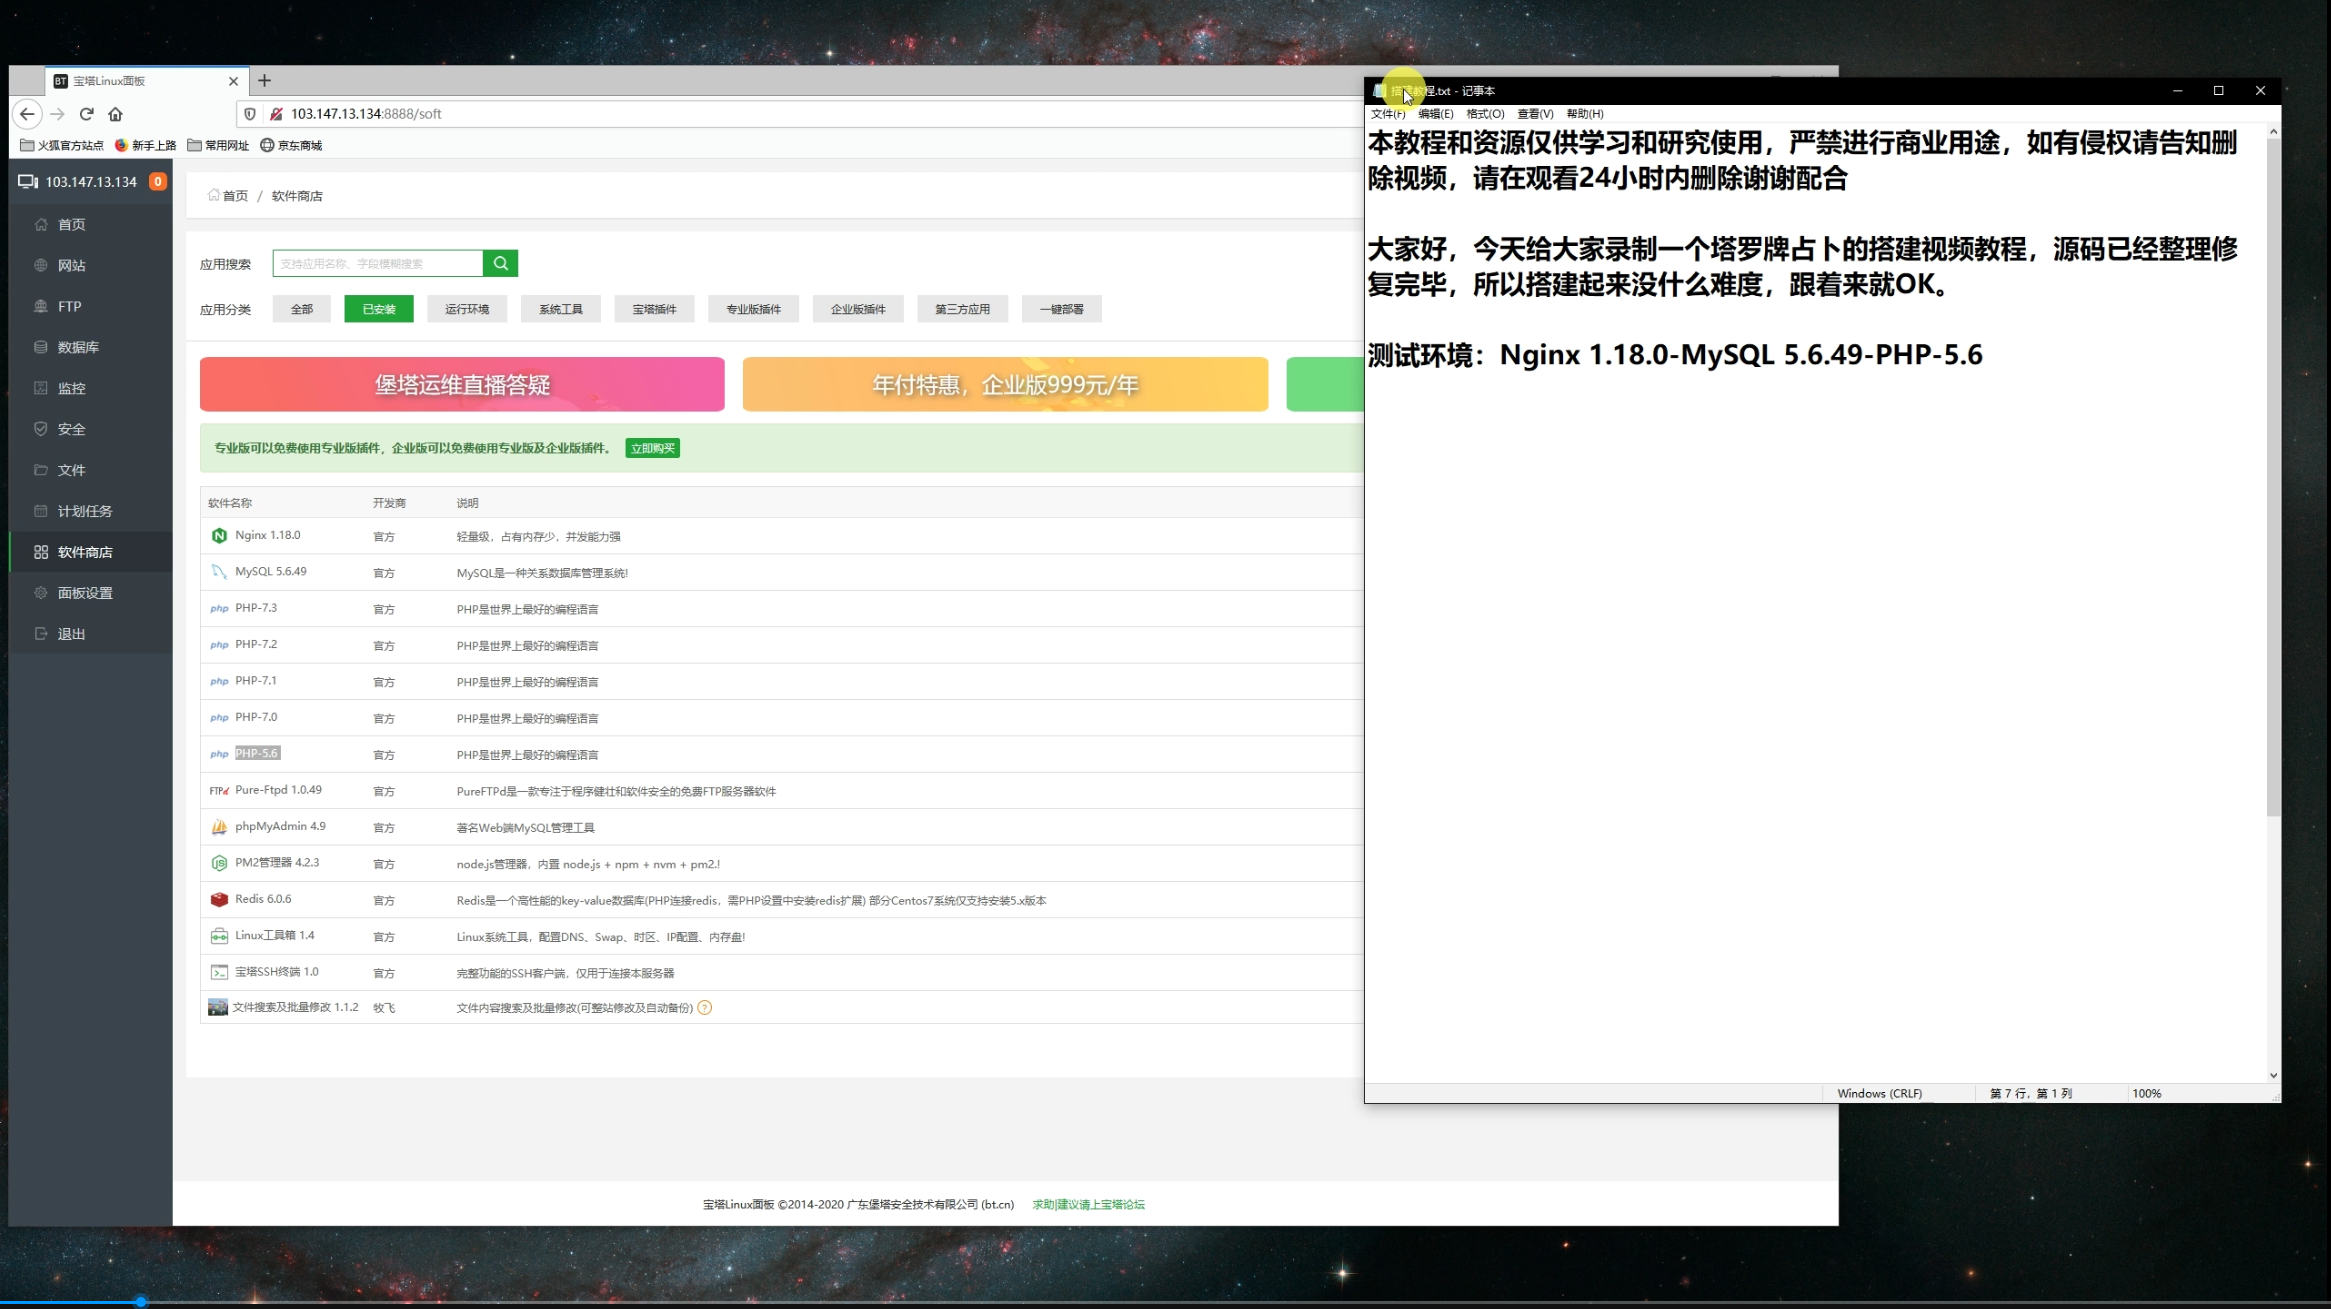 宝塔Linux面板
103.147.13.134:8888/soft
火狐官方站点 新手上路 常用网址 京东商城
103.147.13.134 0
首页
网站
FTP
数据库
监控
安全
文件
计划任务
软件商店
面板设置
退出
首页 / 软件商店
应用搜索 支持应用名称、字段模糊搜索
应用分类 全部 已安装 运行环境 系统工具 宝塔插件 专业版插件 企业版插件 第三方应用 一键部署
堡塔运维直播答疑 年付特惠，企业版999元/年
专业版可以免费使用专业版插件，企业版可以免费使用专业版及企业版插件。 立即购买
软件名称 开发商 说明
Nginx 1.18.0 官方 轻量级，占有内存少，并发能力强
MySQL 5.6.49 官方 MySQL是一种关系数据库管理系统!
php PHP-7.3 官方 PHP是世界上最好的编程语言
php PHP-7.2 官方 PHP是世界上最好的编程语言
php PHP-7.1 官方 PHP是世界上最好的编程语言
php PHP-7.0 官方 PHP是世界上最好的编程语言
php PHP-5.6 官方 PHP是世界上最好的编程语言
FTPd Pure-Ftpd 1.0.49 官方 PureFTPd是一款专注于程序健壮和软件安全的免费FTP服务器软件
phpMyAdmin 4.9 官方 著名Web端MySQL管理工具
PM2管理器 4.2.3 官方 node.js管理器，内置 node.js + npm + nvm + pm2.!
Redis 6.0.6 官方 Redis是一个高性能的key-value数据库(PHP连接redis，需PHP设置中安装redis扩展) 部分Centos7系统仅支持安装5.x版本
Linux工具箱 1.4 官方 Linux系统工具，配置DNS、Swap、时区、IP配置、内存盘!
宝塔SSH终端 1.0 官方 完整功能的SSH客户端，仅用于连接本服务器
文件搜索及批量修改 1.1.2 牧飞 文件内容搜索及批量修改(可整站修改及自动备份)
宝塔Linux面板 ©2014-2020 广东堡塔安全技术有限公司 (bt.cn) 求助|建议请上宝塔论坛
搭建教程.txt - 记事本
文件(F) 编辑(E) 格式(O) 查看(V) 帮助(H)
本教程和资源仅供学习和研究使用，严禁进行商业用途，如有侵权请告知删
除视频，请在观看24小时内删除谢谢配合
大家好，今天给大家录制一个塔罗牌占卜的搭建视频教程，源码已经整理修
复完毕，所以搭建起来没什么难度，跟着来就OK。
测试环境：Nginx 1.18.0-MySQL 5.6.49-PHP-5.6
Windows (CRLF) 第 7 行，第 1 列 100%